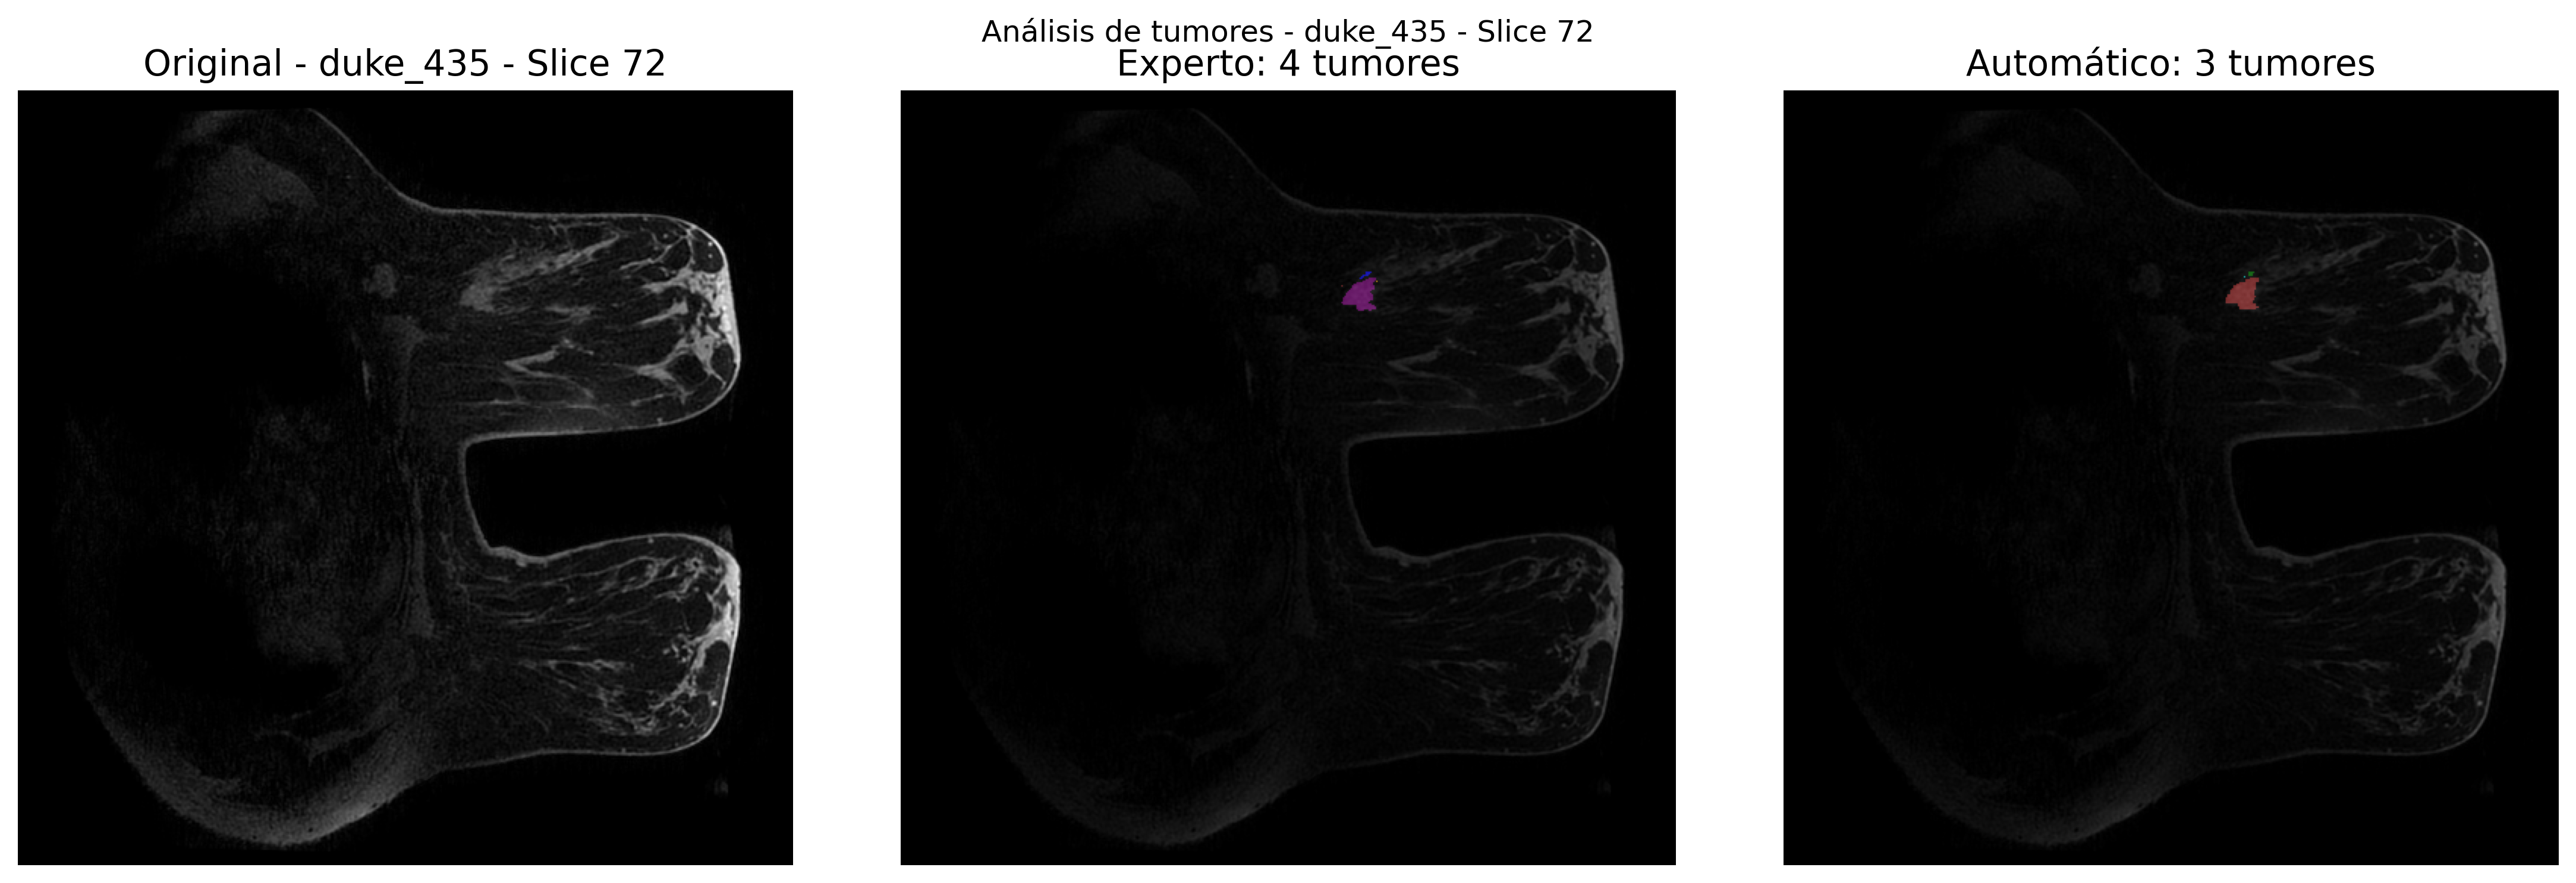 Análisis de tumores - duke_435 - Slice 72
Original - duke_435 - Slice 72
Experto: 4 tumores
Automático: 3 tumores